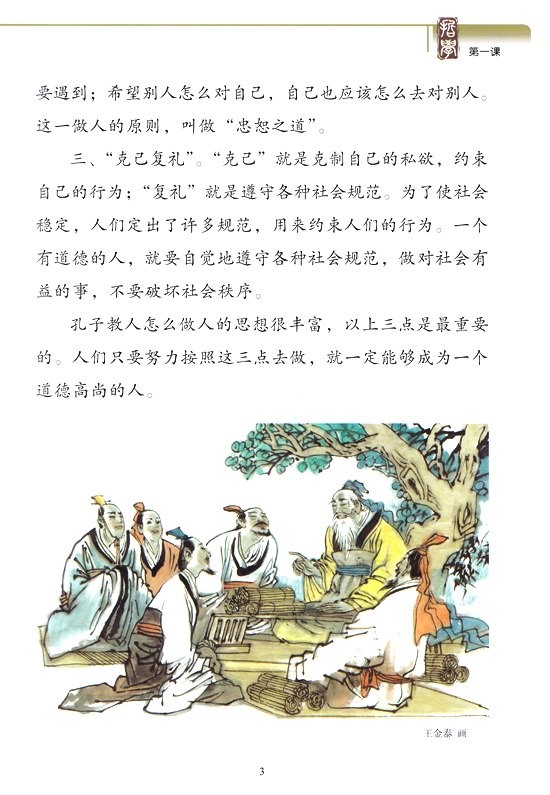 哲学
第一课
要遇到；希望别人怎么对自己，自己也应该怎么去对别人。
这一做人的原则，叫做“忠恕之道”。
三、“克己复礼”。“克己”就是克制自己的私欲，约束
自己的行为；“复礼”就是遵守各种社会规范。为了使社会
稳定，人们定出了许多规范，用来约束人们的行为。一个
有道德的人，就要自觉地遵守各种社会规范，做对社会有
益的事，不要破坏社会秩序。
孔子教人怎么做人的思想很丰富，以上三点是最重要
的。人们只要努力按照这三点去做，就一定能够成为一个
道德高尚的人。
王金泰 画
3